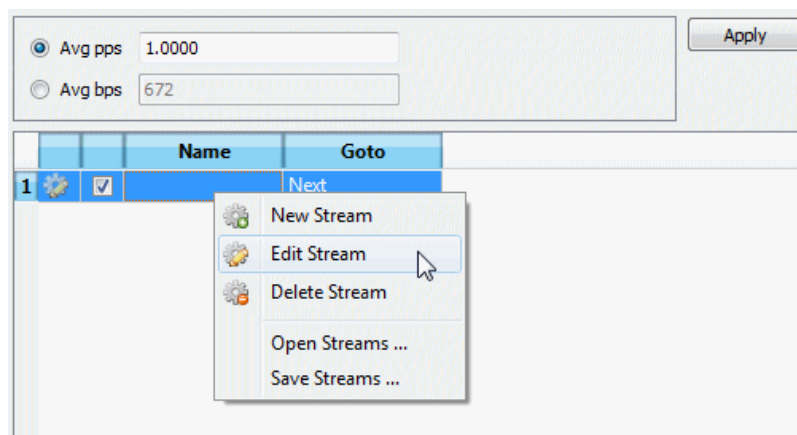 Avg pps 1.0000 Apply
Avg bps 672
Name Goto
1 Next
New Stream
Edit Stream
Delete Stream
Open Streams ...
Save Streams ...